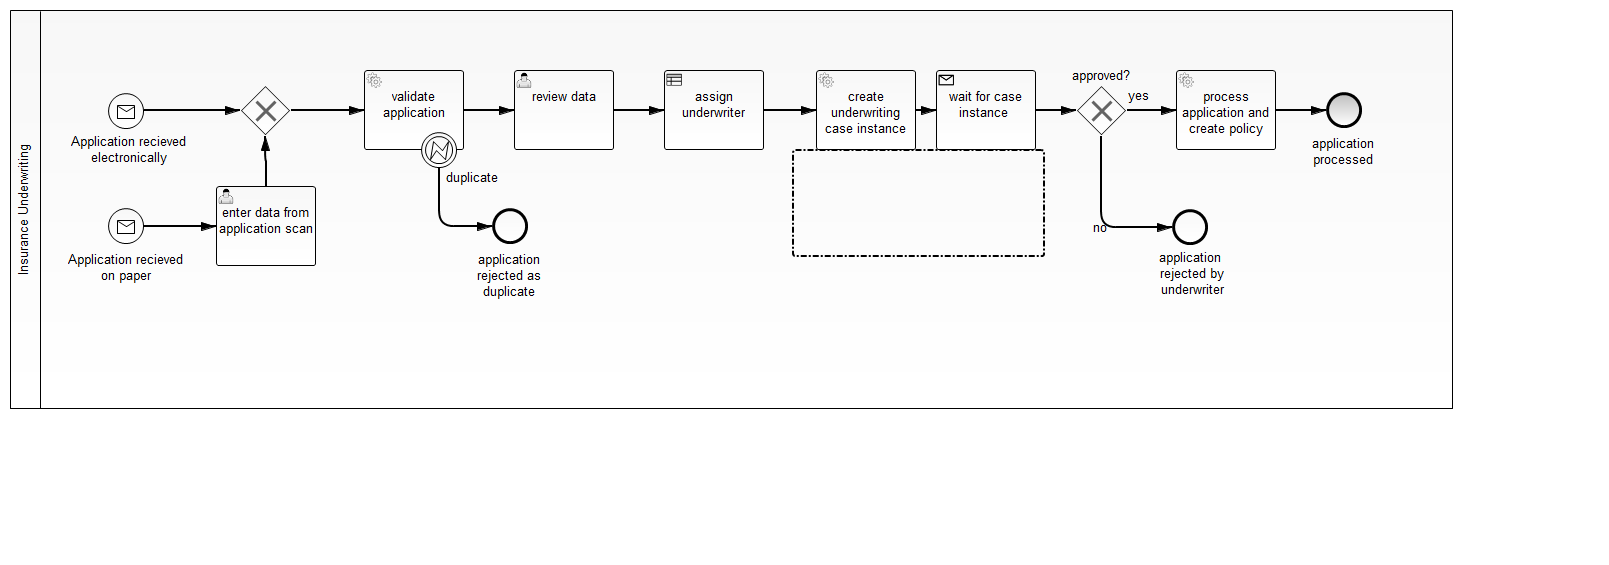 Insurance Underwriting
Application recieved
electronically
Application recieved
on paper
enter data from
application scan
validate
application
duplicate
application
rejected as
duplicate
review data
assign
underwriter
create
underwriting
case instance
wait for case
instance
approved?
yes
no
process
application and
create policy
application
processed
application
rejected by
underwriter